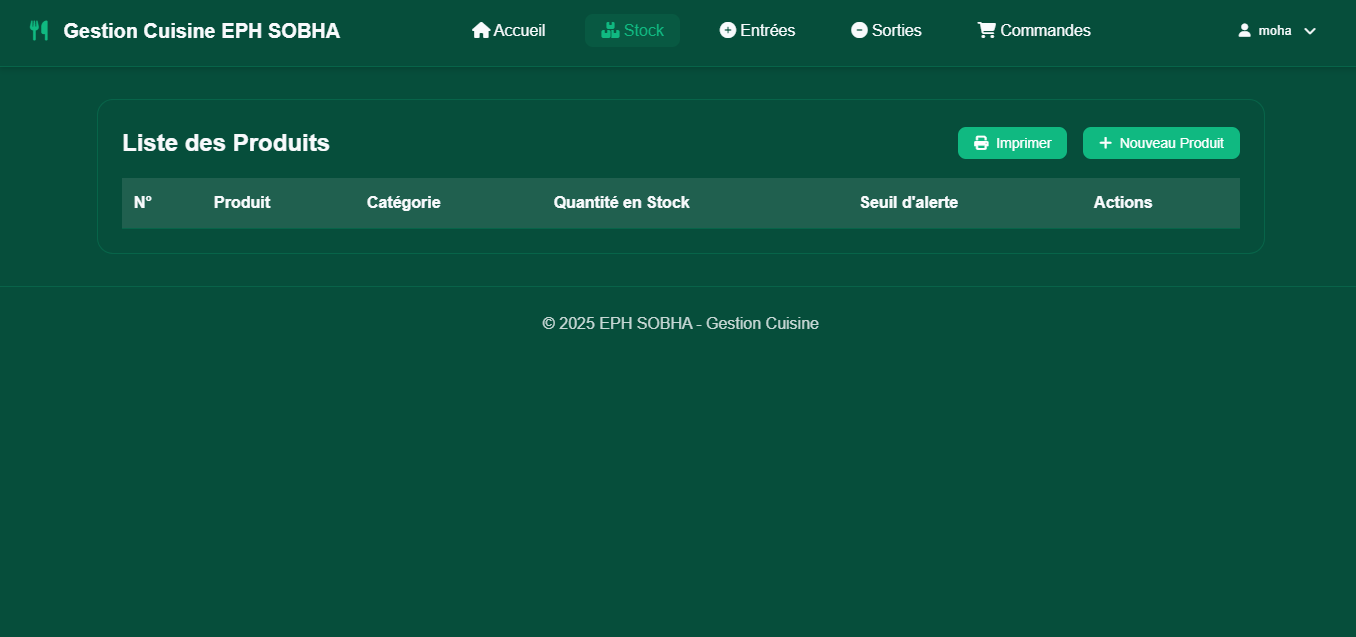 Gestion Cuisine EPH SOBHA Accueil Stock Entrées Sorties Commandes moha
Liste des Produits Imprimer Nouveau Produit
N° Produit Catégorie Quantité en Stock Seuil d'alerte Actions
© 2025 EPH SOBHA - Gestion Cuisine